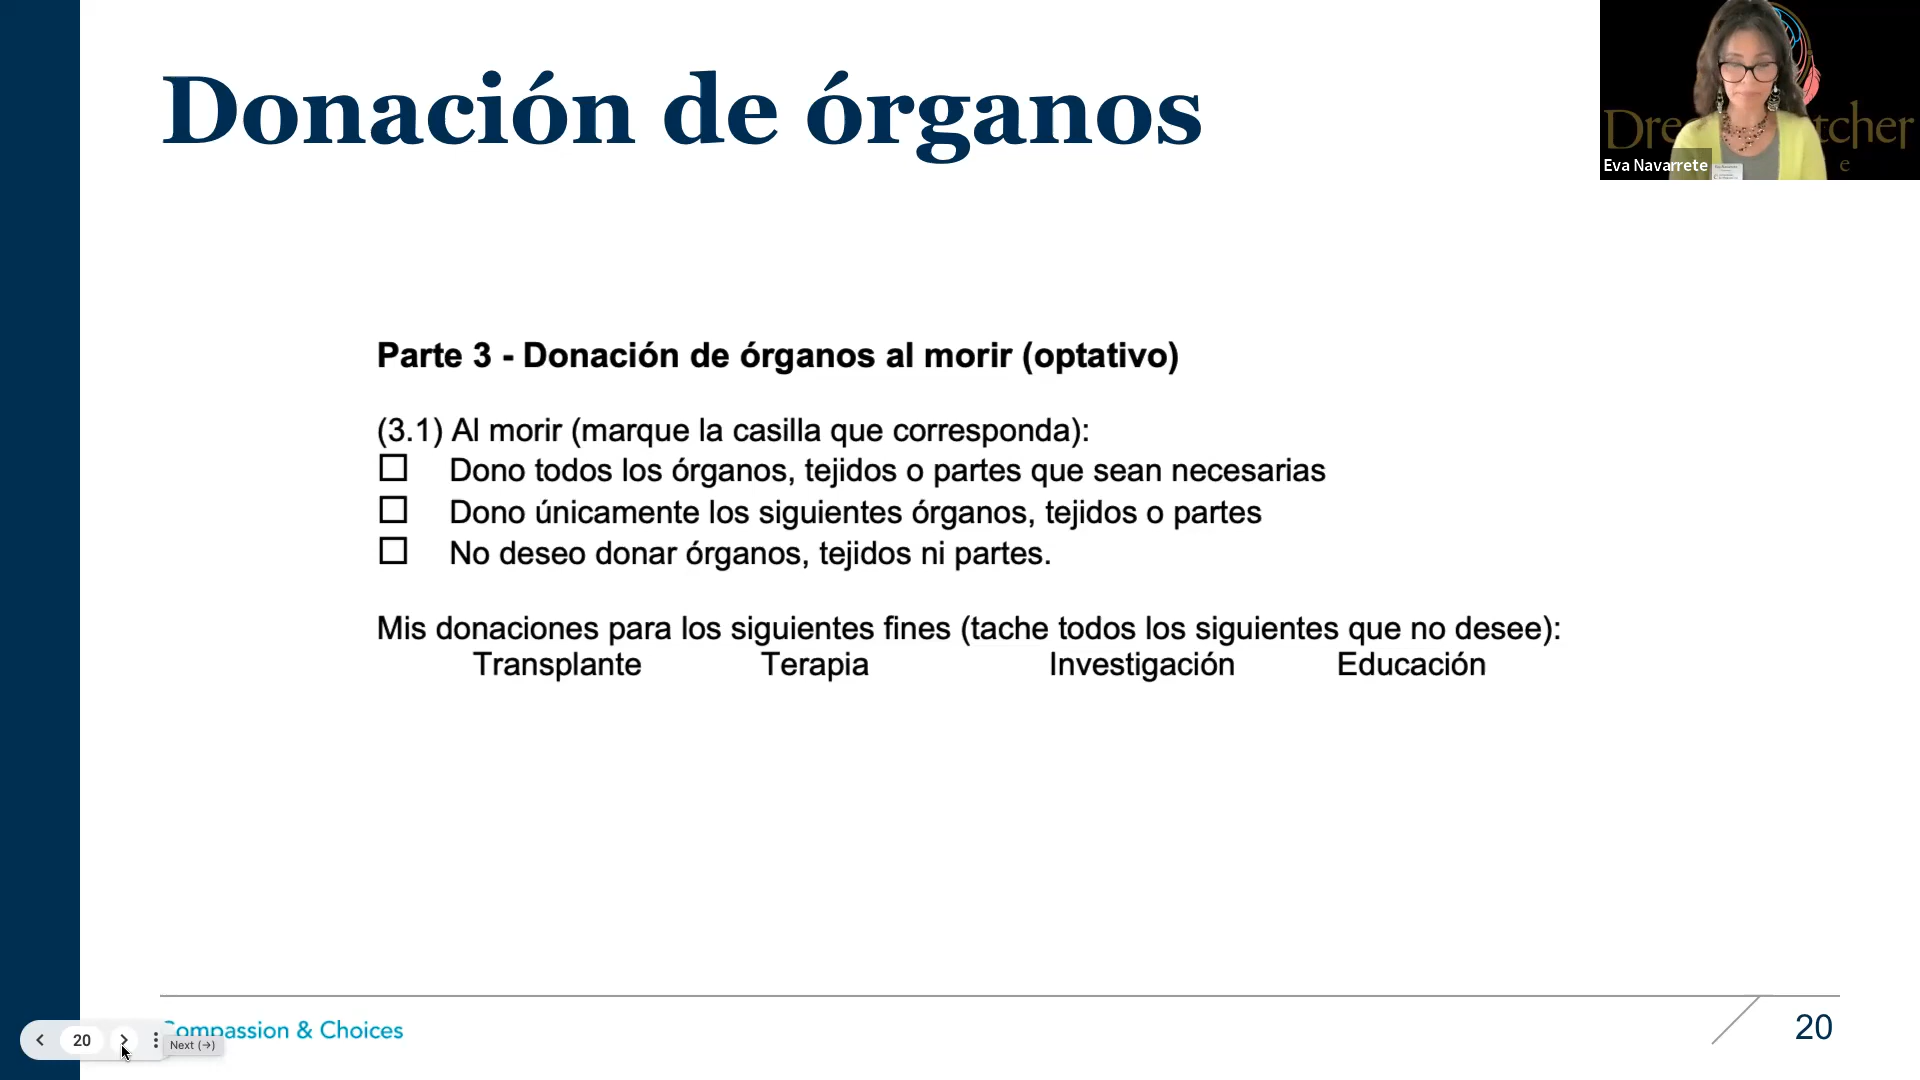 Donación de órganos
Eva Navarrete
Parte 3 - Donación de órganos al morir (optativo)
(3.1) Al morir (marque la casilla que corresponda):
Dono todos los órganos, tejidos o partes que sean necesarias
Dono únicamente los siguientes órganos, tejidos o partes
No deseo donar órganos, tejidos ni partes.
Mis donaciones para los siguientes fines (tache todos los siguientes que no desee):
Transplante Terapia Investigación Educación
Compassion & Choices
20
20
Next (→)